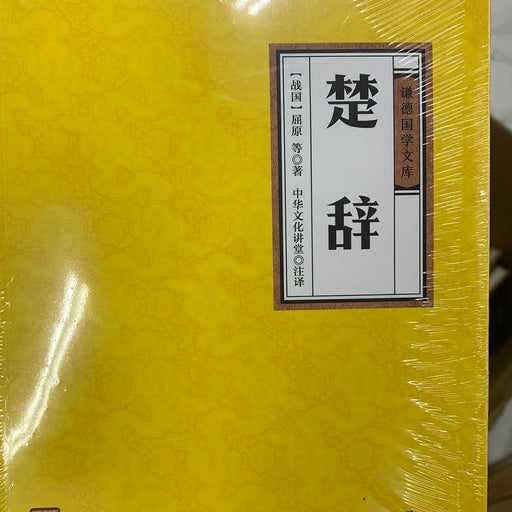 谦德国学文库
楚辞
【战国】屈原 等◎著 中华文化讲堂◎注译